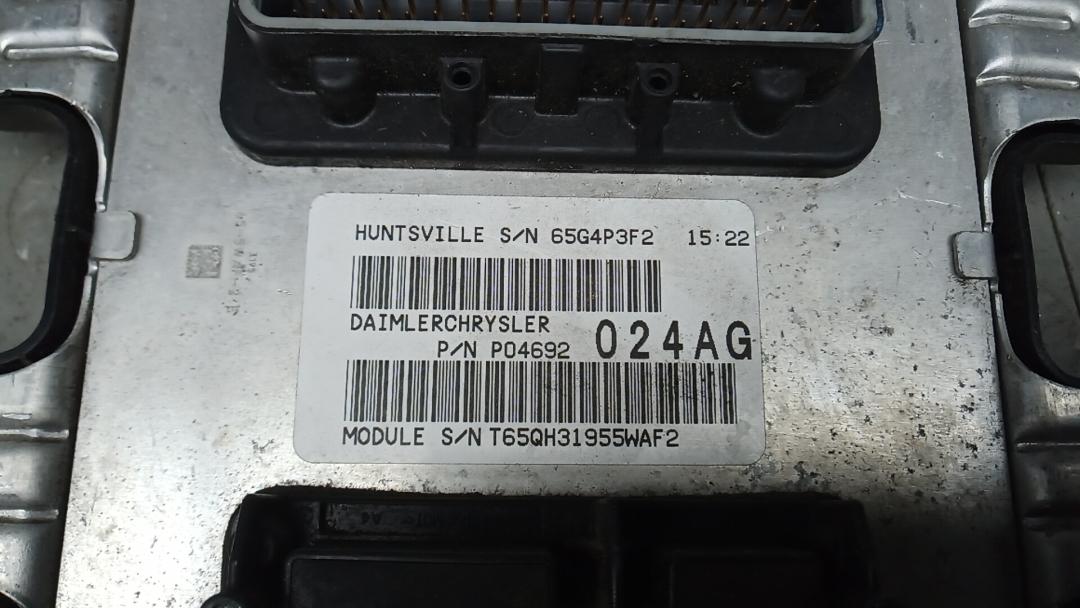 HUNTSVILLE S/N 65G4P3F2 15:22
DAIMLERCHRYSLER
P/N P04692 024AG
MODULE S/N T65QH31955WAF2